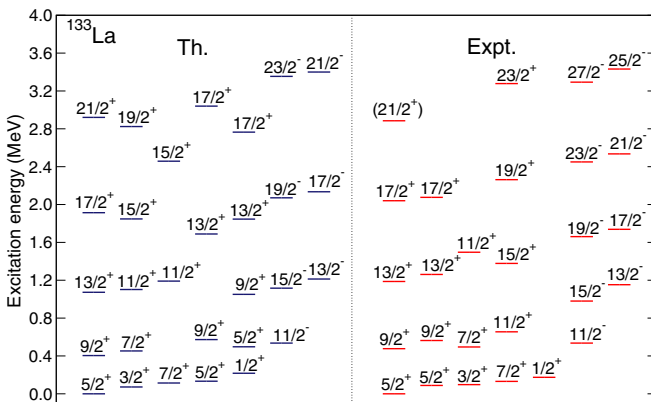 4.0
3.6
3.2
2.8
2.4
2.0
1.6
1.2
0.8
0.4
0.0
Excitation energy (MeV)
¹³³La
Th.
23/2⁻ 21/2⁻
21/2⁺ 19/2⁺ 17/2⁺ 17/2⁺
15/2⁺
17/2⁺ 15/2⁺ 13/2⁺ 13/2⁺ 19/2⁻ 17/2⁻
13/2⁺ 11/2⁺ 11/2⁺ 9/2⁺ 15/2⁻ 13/2⁻
9/2⁺ 7/2⁺ 9/2⁺ 5/2⁺ 11/2⁻
5/2⁺ 3/2⁺ 7/2⁺ 5/2⁺ 1/2⁺
Expt.
23/2⁺ 27/2⁻ 25/2⁻
(21/2⁺)
23/2⁻ 21/2⁻
17/2⁺ 17/2⁺ 19/2⁺
19/2⁻ 17/2⁻
13/2⁺ 13/2⁺ 11/2⁺ 15/2⁺ 15/2⁻ 13/2⁻
9/2⁺ 9/2⁺ 7/2⁺ 11/2⁺ 11/2⁻
5/2⁺ 5/2⁺ 3/2⁺ 7/2⁺ 1/2⁺